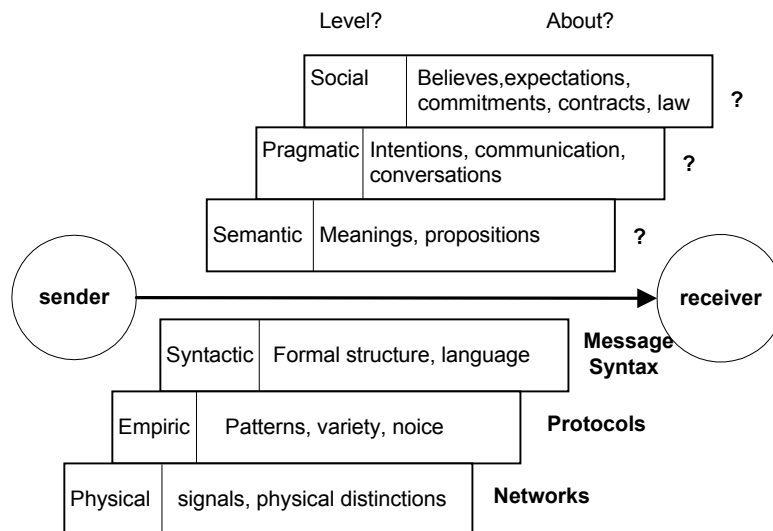 Level? About?
Social Believes,expectations,
commitments, contracts, law
?
Pragmatic Intentions, communication,
conversations
?
Semantic Meanings, propositions ?
sender receiver
Syntactic Formal structure, language Message
Syntax
Empiric Patterns, variety, noice Protocols
Physical signals, physical distinctions Networks